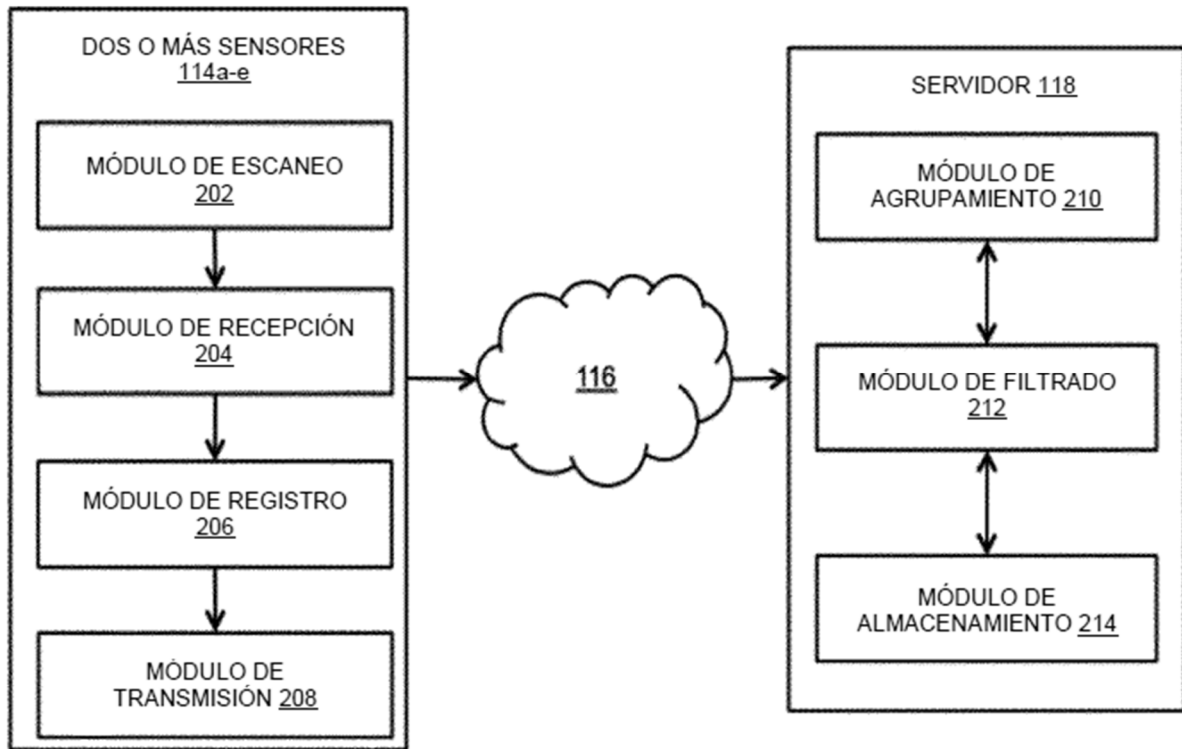 DOS O MÁS SENSORES
114a-e
MÓDULO DE ESCANEO
202
MÓDULO DE RECEPCIÓN
204
MÓDULO DE REGISTRO
206
MÓDULO DE
TRANSMISIÓN 208
116
SERVIDOR 118
MÓDULO DE
AGRUPAMIENTO 210
MÓDULO DE FILTRADO
212
MÓDULO DE
ALMACENAMIENTO 214